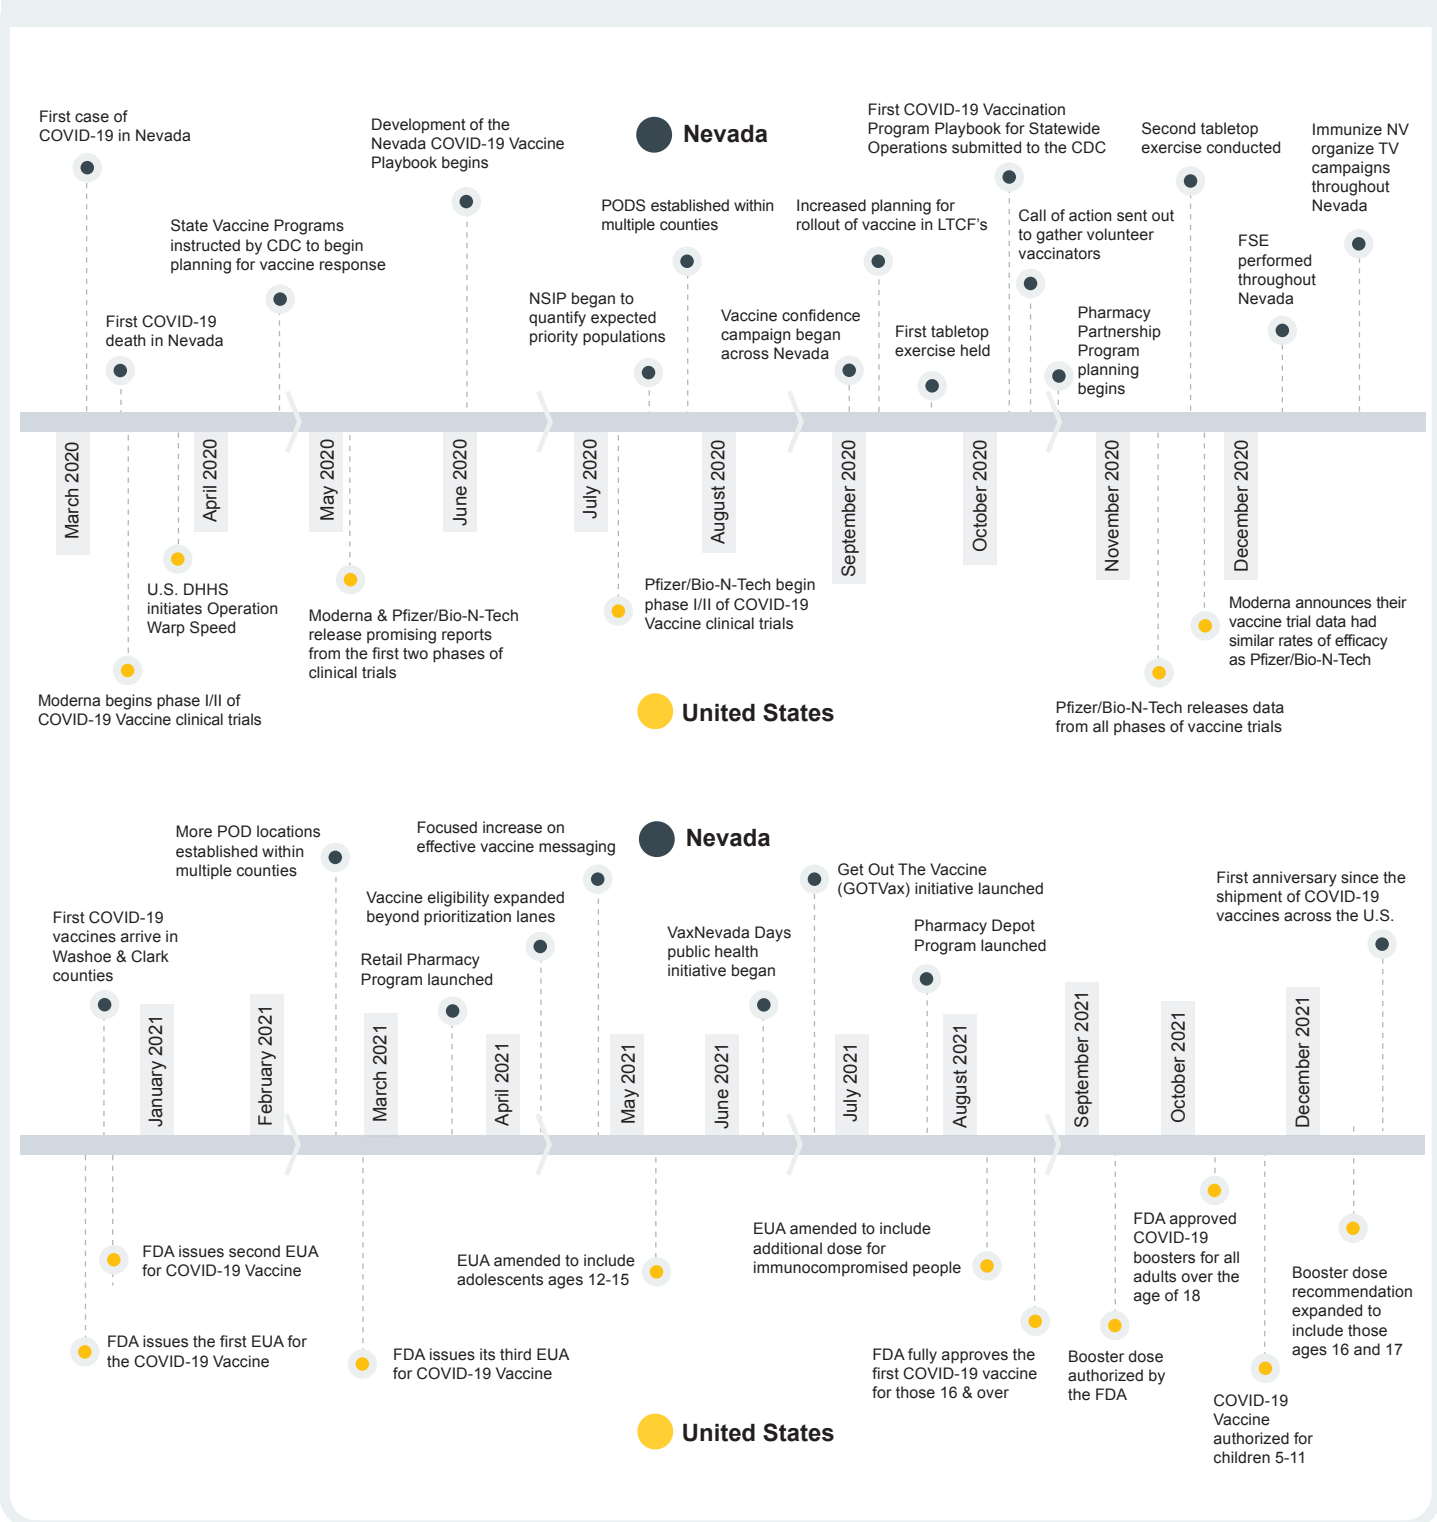 First case of
COVID-19 in Nevada
State Vaccine Programs
instructed by CDC to begin
planning for vaccine response
First COVID-19
death in Nevada
Development of the
Nevada COVID-19 Vaccine
Playbook begins
Nevada
NSIP began to
quantify expected
priority populations
PODS established within
multiple counties
Vaccine confidence
campaign began
across Nevada
Increased planning for
rollout of vaccine in LTCF's
First tabletop
exercise held
First COVID-19 Vaccination
Program Playbook for Statewide
Operations submitted to the CDC
Call of action sent out
to gather volunteer
vaccinators
Pharmacy
Partnership
Program
planning
begins
Second tabletop
exercise conducted
FSE
performed
throughout
Nevada
Immunize NV
organize TV
campaigns
throughout
Nevada
March 2020
April 2020
May 2020
June 2020
July 2020
August 2020
September 2020
October 2020
November 2020
December 2020
U.S. DHHS
initiates Operation
Warp Speed
Moderna begins phase I/II of
COVID-19 Vaccine clinical trials
Moderna & Pfizer/Bio-N-Tech
release promising reports
from the first two phases of
clinical trials
Pfizer/Bio-N-Tech begin
phase I/II of COVID-19
Vaccine clinical trials
United States
Moderna announces their
vaccine trial data had
similar rates of efficacy
as Pfizer/Bio-N-Tech
Pfizer/Bio-N-Tech releases data
from all phases of vaccine trials
First COVID-19
vaccines arrive in
Washoe & Clark
counties
More POD locations
established within
multiple counties
Focused increase on
effective vaccine messaging
Vaccine eligibility expanded
beyond prioritization lanes
Retail Pharmacy
Program launched
Nevada
VaxNevada Days
public health
initiative began
Get Out The Vaccine
(GOTVax) initiative launched
Pharmacy Depot
Program launched
First anniversary since the
shipment of COVID-19
vaccines across the U.S.
January 2021
February 2021
March 2021
April 2021
May 2021
June 2021
July 2021
August 2021
September 2021
October 2021
December 2021
FDA issues second EUA
for COVID-19 Vaccine
FDA issues the first EUA for
the COVID-19 Vaccine
FDA issues its third EUA
for COVID-19 Vaccine
EUA amended to include
adolescents ages 12-15
EUA amended to include
additional dose for
immunocompromised people
FDA fully approves the
first COVID-19 vaccine
for those 16 & over
Booster dose
authorized by
the FDA
FDA approved
COVID-19
boosters for all
adults over the
age of 18
COVID-19
Vaccine
authorized for
children 5-11
Booster dose
recommendation
expanded to
include those
ages 16 and 17
United States